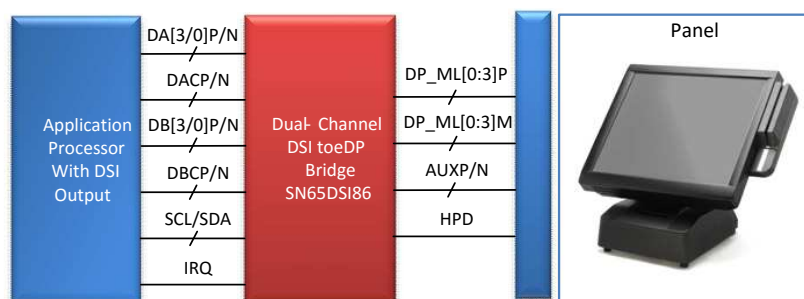 Application
Processor
With DSI
Output
DA[3/0]P/N
DACP/N
DB[3/0]P/N
DBCP/N
SCL/SDA
IRQ
Dual- Channel
DSI toeDP
Bridge
SN65DSI86
DP_ML[0:3]P
DP_ML[0:3]M
AUXP/N
HPD
Panel